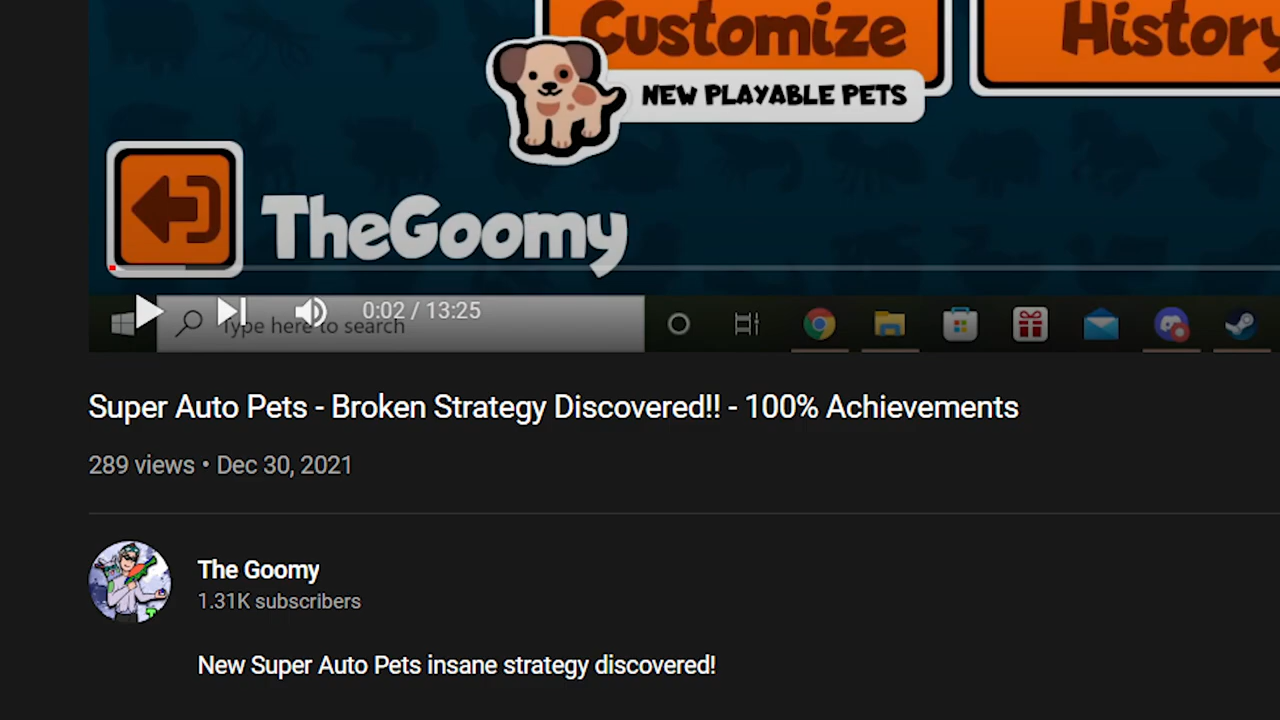 Customize
History
NEW PLAYABLE PETS
TheGoomy
0:02 / 13:25
Type here to search
Super Auto Pets - Broken Strategy Discovered!! - 100% Achievements
289 views • Dec 30, 2021
The Goomy
1.31K subscribers
New Super Auto Pets insane strategy discovered!